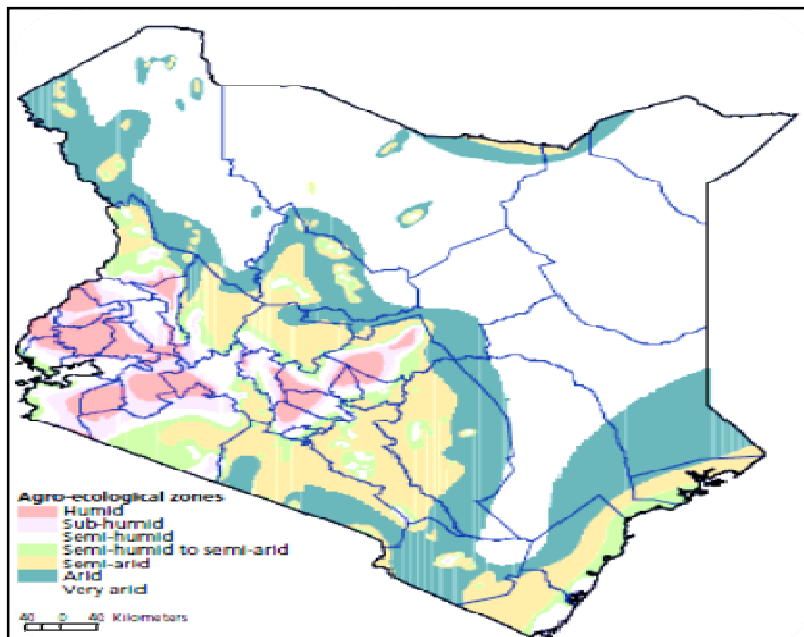 Agro-ecological zones
Humid
Sub-humid
Semi-humid
Semi-humid to semi-arid
Semi-arid
Arid
Very arid
40 0 40 Kilometers